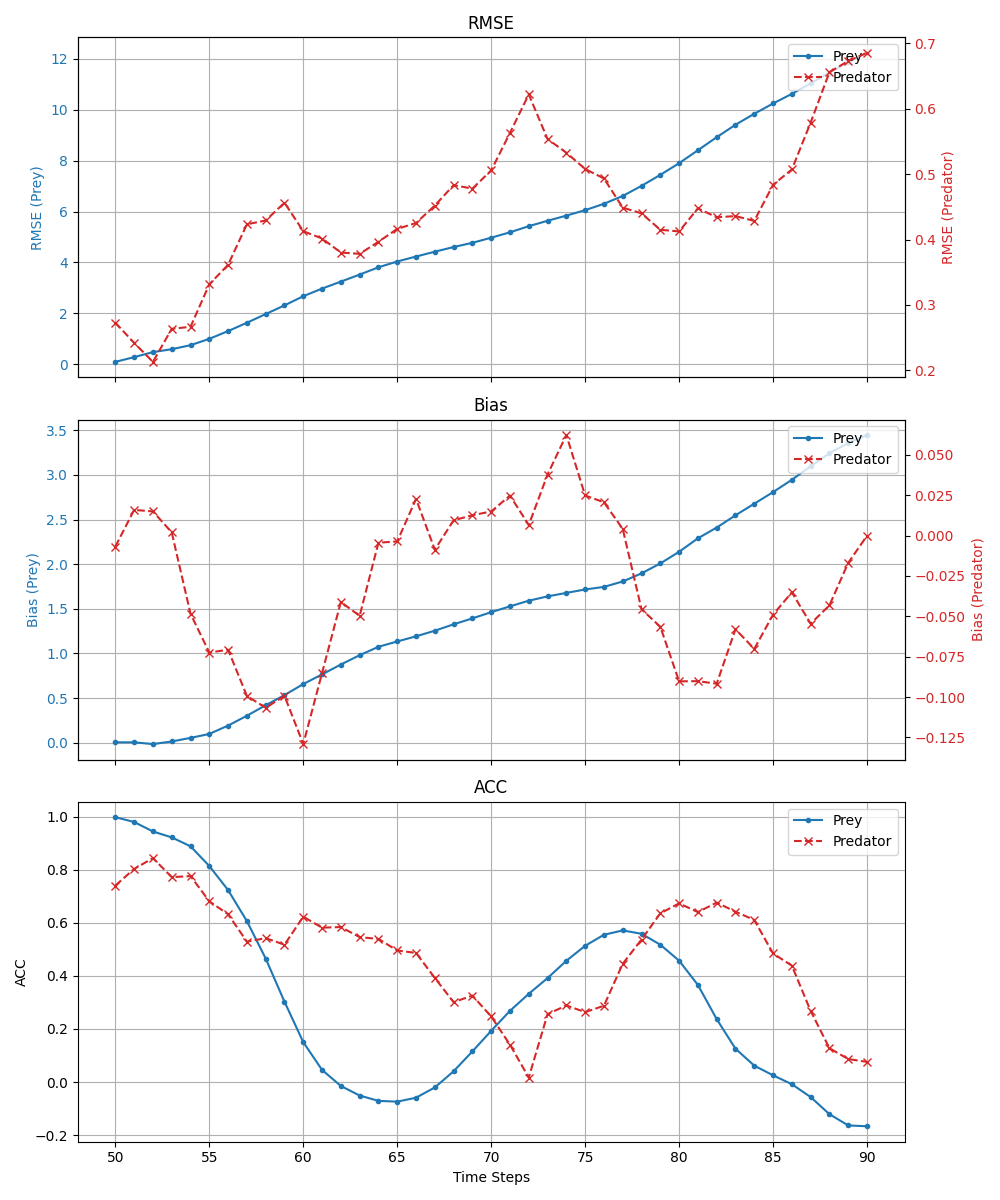 RMSE
12
10
8
6
4
2
0
RMSE (Prey)
Prey
Predator
0.7
0.6
0.5
0.4
0.3
0.2
RMSE (Predator)
Bias
3.5
3.0
2.5
2.0
1.5
1.0
0.5
0.0
Bias (Prey)
Prey
Predator
0.050
0.025
0.000
−0.025
−0.050
−0.075
−0.100
−0.125
Bias (Predator)
ACC
1.0
0.8
0.6
0.4
0.2
0.0
−0.2
ACC
Prey
Predator
50 55 60 65 70 75 80 85 90
Time Steps